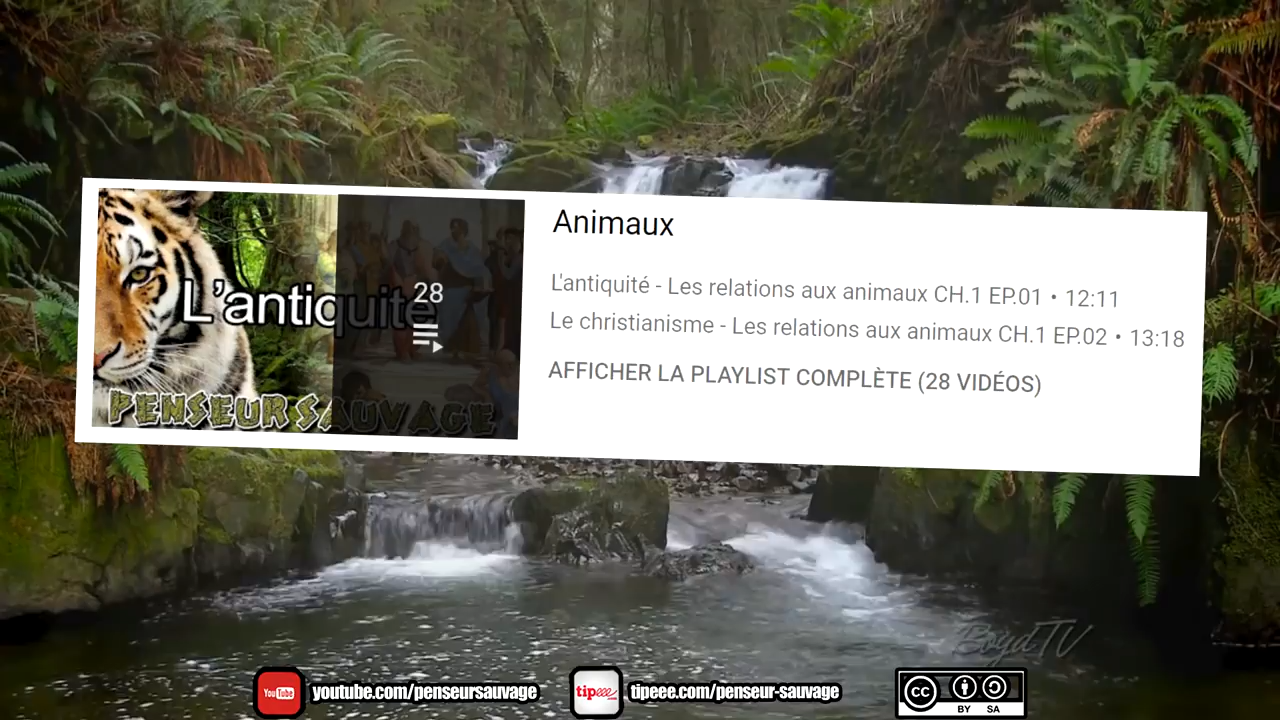 L'antiquité
28
PENSEUR SAUVAGE
Animaux
L'antiquité - Les relations aux animaux CH.1 EP.01 • 12:11
Le christianisme - Les relations aux animaux CH.1 EP.02 • 13:18
AFFICHER LA PLAYLIST COMPLÈTE (28 VIDÉOS)
BoydTV
YouTube youtube.com/penseursauvage
tipeee tipeee.com/penseur-sauvage
cc BY SA